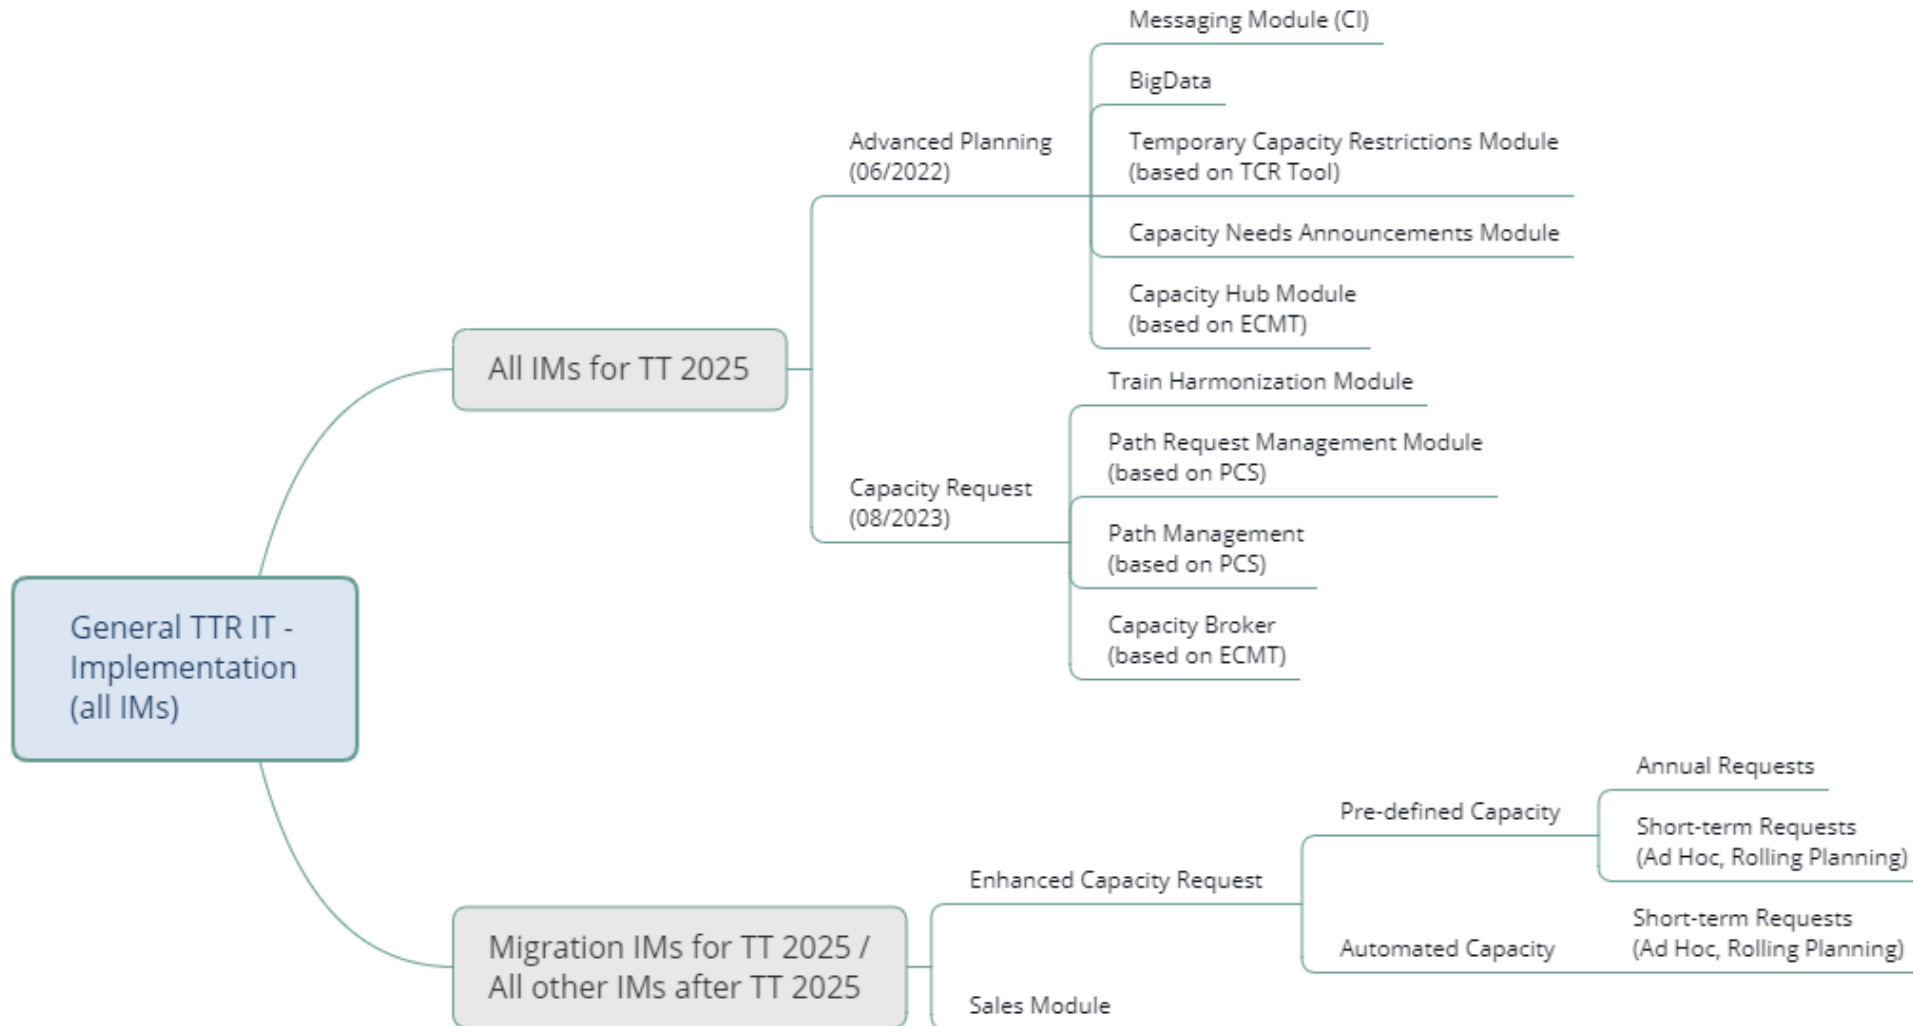 General TTR IT -
Implementation
(all IMs)
All IMs for TT 2025
Advanced Planning
(06/2022)
Messaging Module (CI)
BigData
Temporary Capacity Restrictions Module
(based on TCR Tool)
Capacity Needs Announcements Module
Capacity Hub Module
(based on ECMT)
Capacity Request
(08/2023)
Train Harmonization Module
Path Request Management Module
(based on PCS)
Path Management
(based on PCS)
Capacity Broker
(based on ECMT)
Migration IMs for TT 2025 /
All other IMs after TT 2025
Enhanced Capacity Request
Pre-defined Capacity
Annual Requests
Short-term Requests
(Ad Hoc, Rolling Planning)
Automated Capacity
Short-term Requests
(Ad Hoc, Rolling Planning)
Sales Module